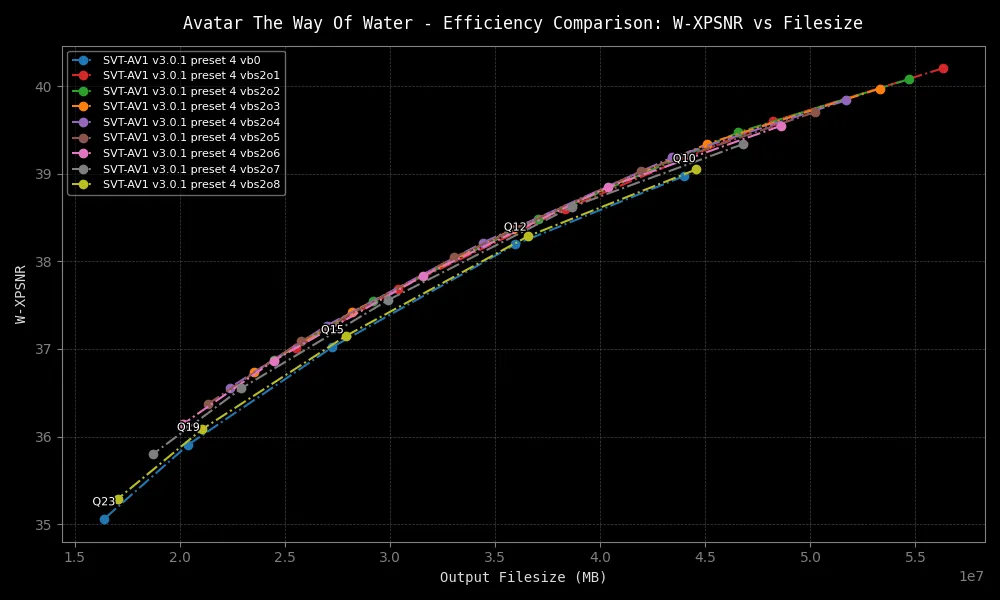 Avatar The Way Of Water - Efficiency Comparison: W-XPSNR vs Filesize
SVT-AV1 v3.0.1 preset 4 vb0
SVT-AV1 v3.0.1 preset 4 vbs2o1
SVT-AV1 v3.0.1 preset 4 vbs2o2
SVT-AV1 v3.0.1 preset 4 vbs2o3
SVT-AV1 v3.0.1 preset 4 vbs2o4
SVT-AV1 v3.0.1 preset 4 vbs2o5
SVT-AV1 v3.0.1 preset 4 vbs2o6
SVT-AV1 v3.0.1 preset 4 vbs2o7
SVT-AV1 v3.0.1 preset 4 vbs2o8
40
39
38
37
36
35
W-XPSNR
Q10
Q12
Q15
Q19
Q23
1.5 2.0 2.5 3.0 3.5 4.0 4.5 5.0 5.5
1e7
Output Filesize (MB)